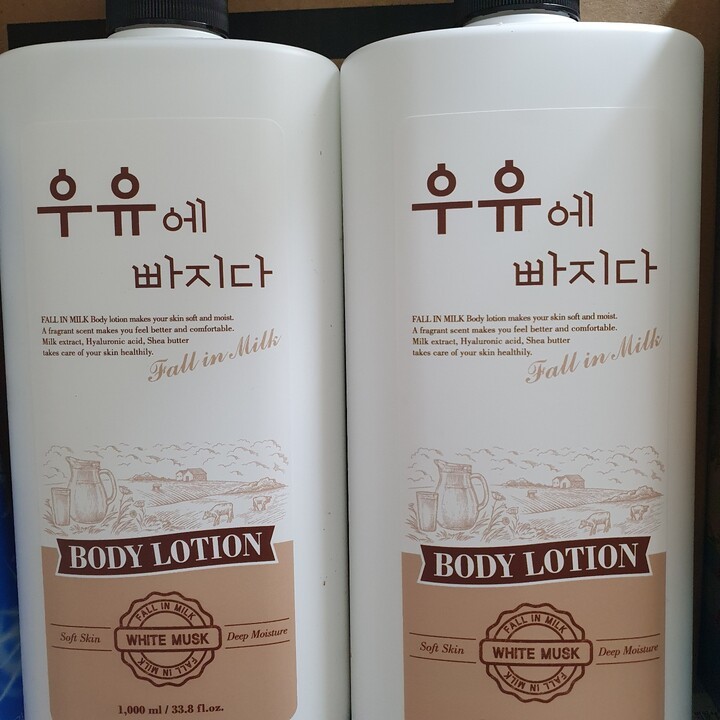 우유에
빠지다
FALL IN MILK Body lotion makes your skin soft and moist.
A fragrant scent makes you feel better and comfortable.
Milk extract, Hyaluronic acid, Shea butter
takes care of your skin healthily.
Fall in Milk
BODY LOTION
FALL IN MILK
Soft Skin WHITE MUSK Deep Moisture
FALL IN MILK
1,000 ml / 33.8 fl.oz.
우유에
빠지다
FALL IN MILK Body lotion makes your skin soft and moist.
A fragrant scent makes you feel better and comfortable.
Milk extract, Hyaluronic acid, Shea butter
takes care of your skin healthily.
Fall in Milk
BODY LOTION
FALL IN MILK
Soft Skin WHITE MUSK Deep Moisture
FALL IN MILK